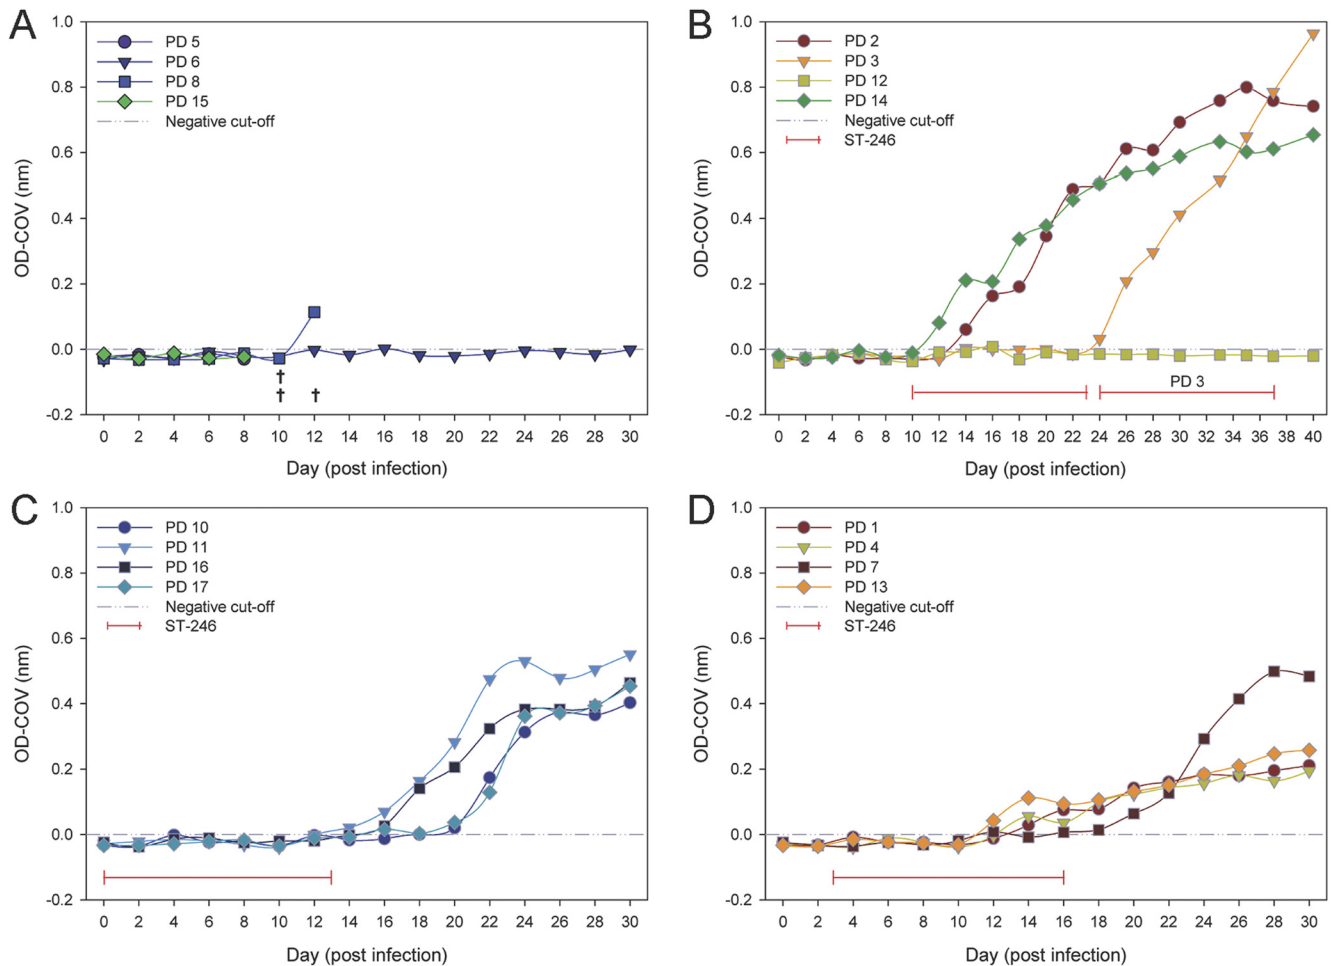 A
PD 5
PD 6
PD 8
PD 15
Negative cut-off
1.0
0.8
0.6
0.4
0.2
0.0
-0.2
OD-COV (nm)
†
† †
0 2 4 6 8 10 12 14 16 18 20 22 24 26 28 30
Day (post infection)
B
PD 2
PD 3
PD 12
PD 14
Negative cut-off
ST-246
1.0
0.8
0.6
0.4
0.2
0.0
-0.2
OD-COV (nm)
PD 3
0 2 4 6 8 10 12 14 16 18 20 22 24 26 28 30 32 34 36 38 40
Day (post infection)
C
PD 10
PD 11
PD 16
PD 17
Negative cut-off
ST-246
1.0
0.8
0.6
0.4
0.2
0.0
-0.2
OD-COV (nm)
0 2 4 6 8 10 12 14 16 18 20 22 24 26 28 30
Day (post infection)
D
PD 1
PD 4
PD 7
PD 13
Negative cut-off
ST-246
1.0
0.8
0.6
0.4
0.2
0.0
-0.2
OD-COV (nm)
0 2 4 6 8 10 12 14 16 18 20 22 24 26 28 30
Day (post infection)